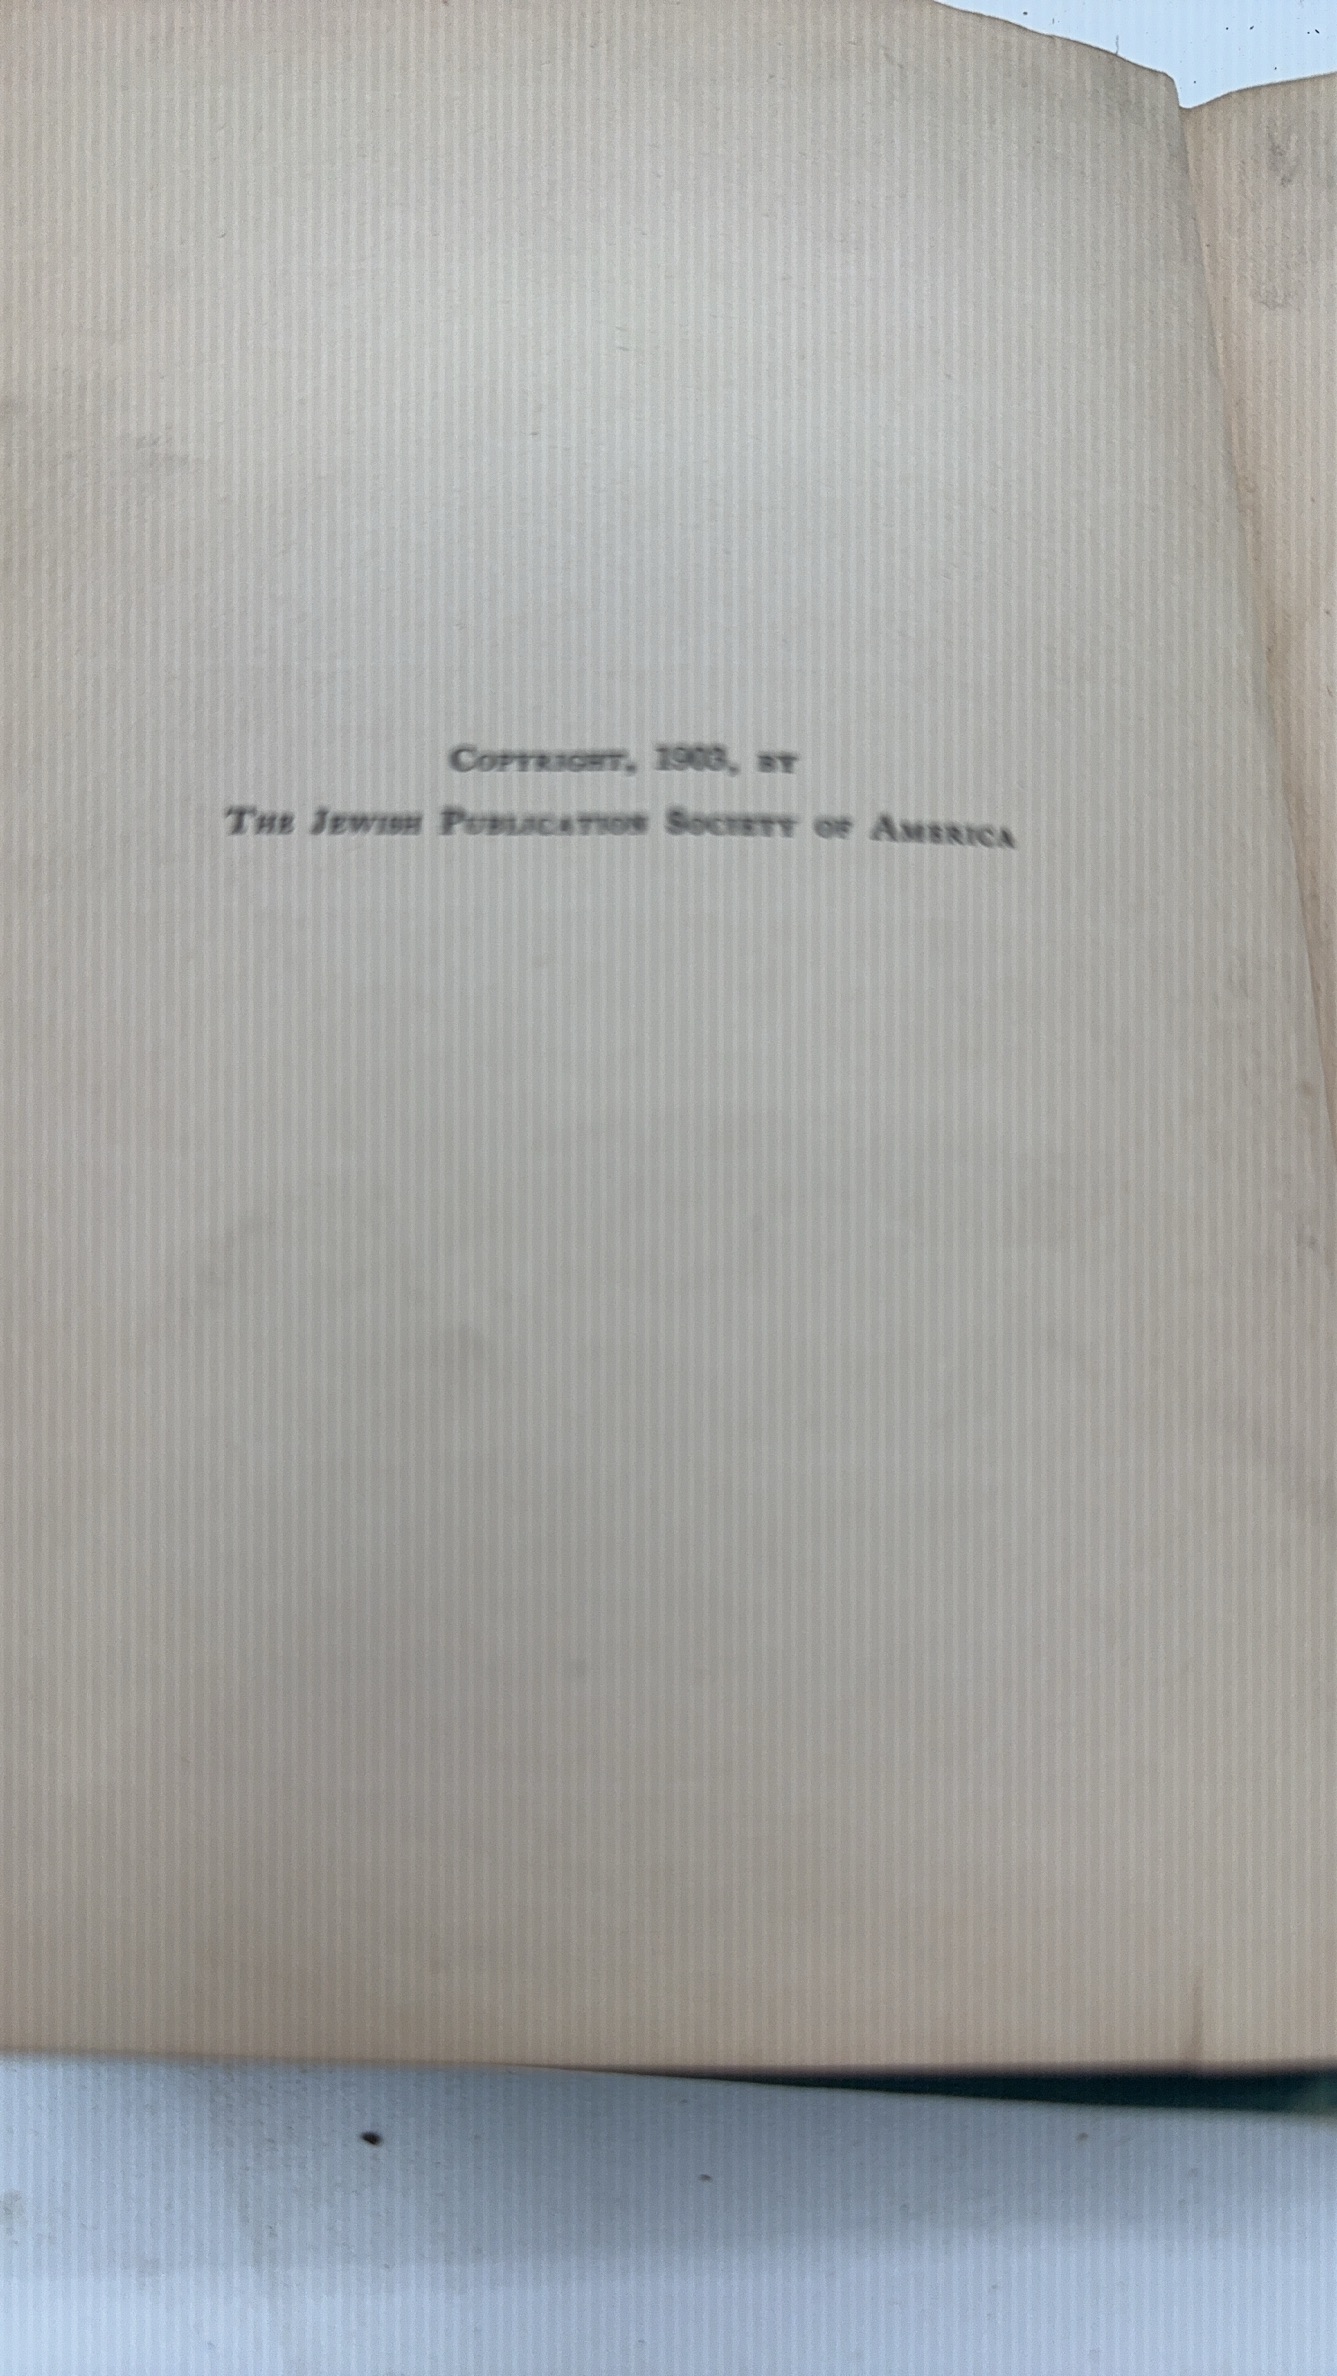 Copyright, 1903, by
The Jewish Publication Society of America